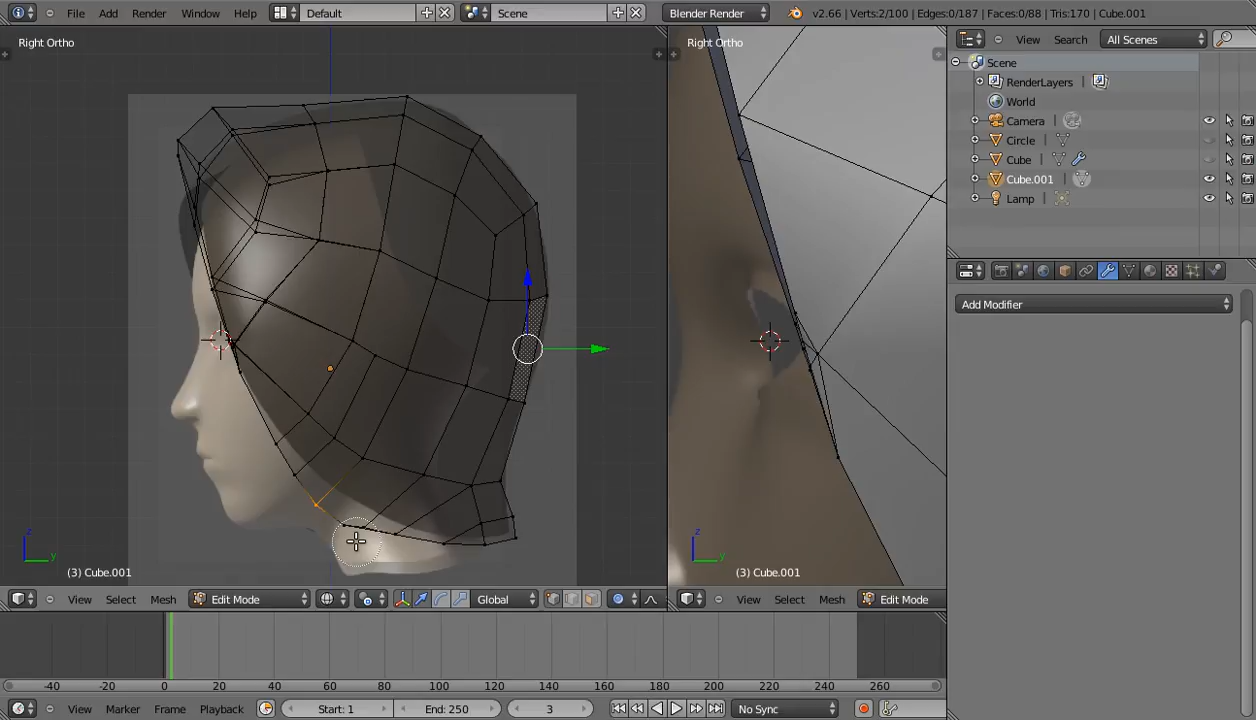 File Add Render Window Help Default Scene Blender Render v2.66 | Verts:2/100 | Edges:0/187 | Faces:0/88 | Tris:170 | Cube.001
Right Ortho
z
y
(3) Cube.001
View Select Mesh Edit Mode Global
Right Ortho
z
y
(3) Cube.001
View Select Mesh Edit Mode
View Search All Scenes
Scene
RenderLayers
World
Camera
Circle
Cube
Cube.001
Lamp
Add Modifier
-40 -20 0 20 40 60 80 100 120 140 160 180 200 220 240 260
View Marker Frame Playback Start: 1 End: 250 3 No Sync